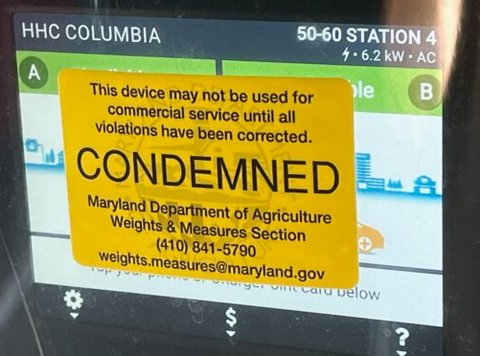 HHC COLUMBIA
50-60 STATION 4
6.2 kW • AC
A
B
This device may not be used for
commercial service until all
violations have been corrected.
CONDEMNED
Maryland Department of Agriculture
Weights & Measures Section
(410) 841-5790
weights.measures@maryland.gov
card below
$
?